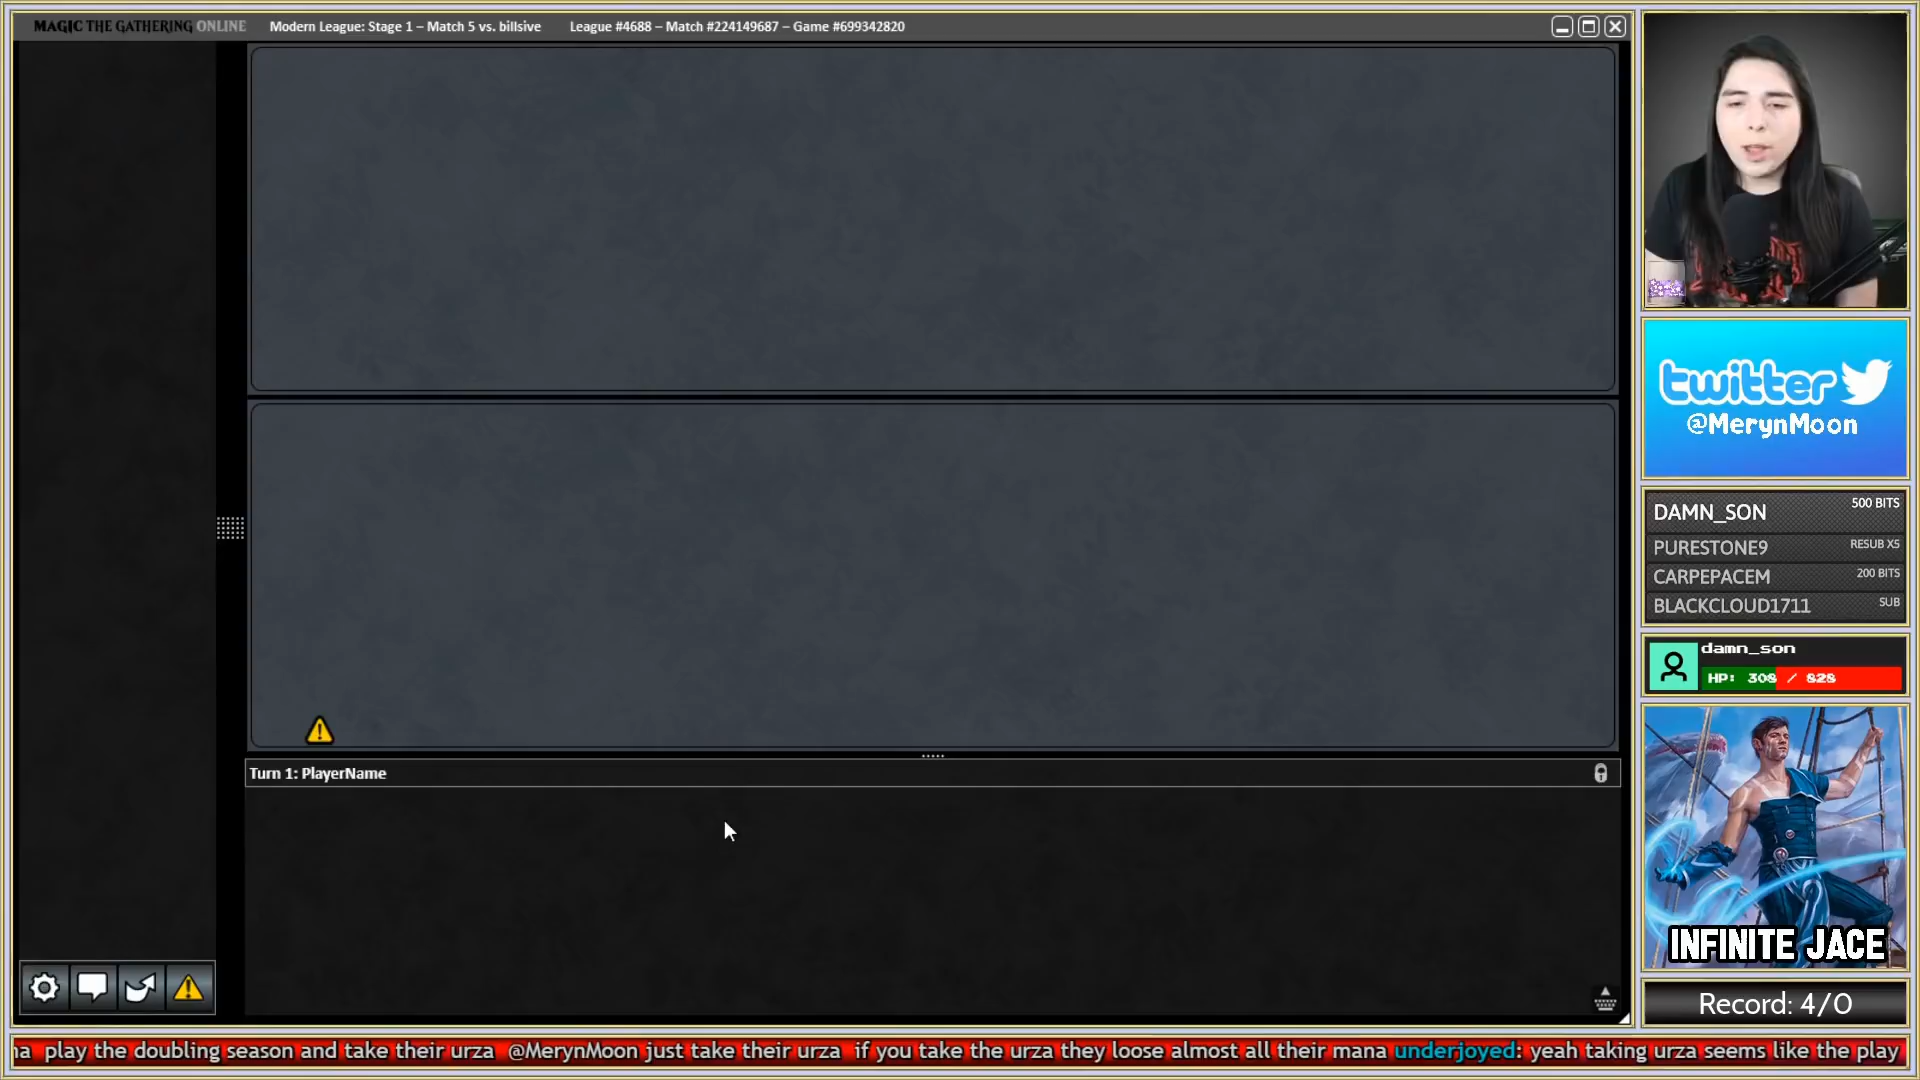 MAGIC THE GATHERING ONLINE Modern League: Stage 1 – Match 5 vs. billsive League #4688 – Match #224149687 – Game #699342820
twitter
@MerynMoon
DAMN_SON 500 BITS
PURESTONE9 RESUB X5
CARPEPACEM 200 BITS
BLACKCLOUD1711 SUB
damn_son
HP: 308 / 828
Turn 1: PlayerName
INFINITE JACE
Record: 4/0
na play the doubling season and take their urza @MerynMoon just take their urza if you take the urza they loose almost all their mana underjoyed: yeah taking urza seems like the play